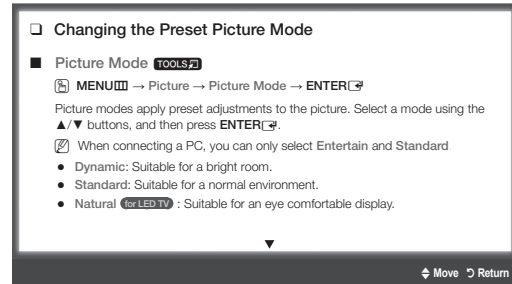 ❑ Changing the Preset Picture Mode
■ Picture Mode TOOLS
MENU → Picture → Picture Mode → ENTER
Picture modes apply preset adjustments to the picture. Select a mode using the
▲/▼ buttons, and then press ENTER.
When connecting a PC, you can only select Entertain and Standard.
● Dynamic: Suitable for a bright room.
● Standard: Suitable for a normal environment.
● Natural for LED TV : Suitable for an eye comfortable display.
▼
Move Return